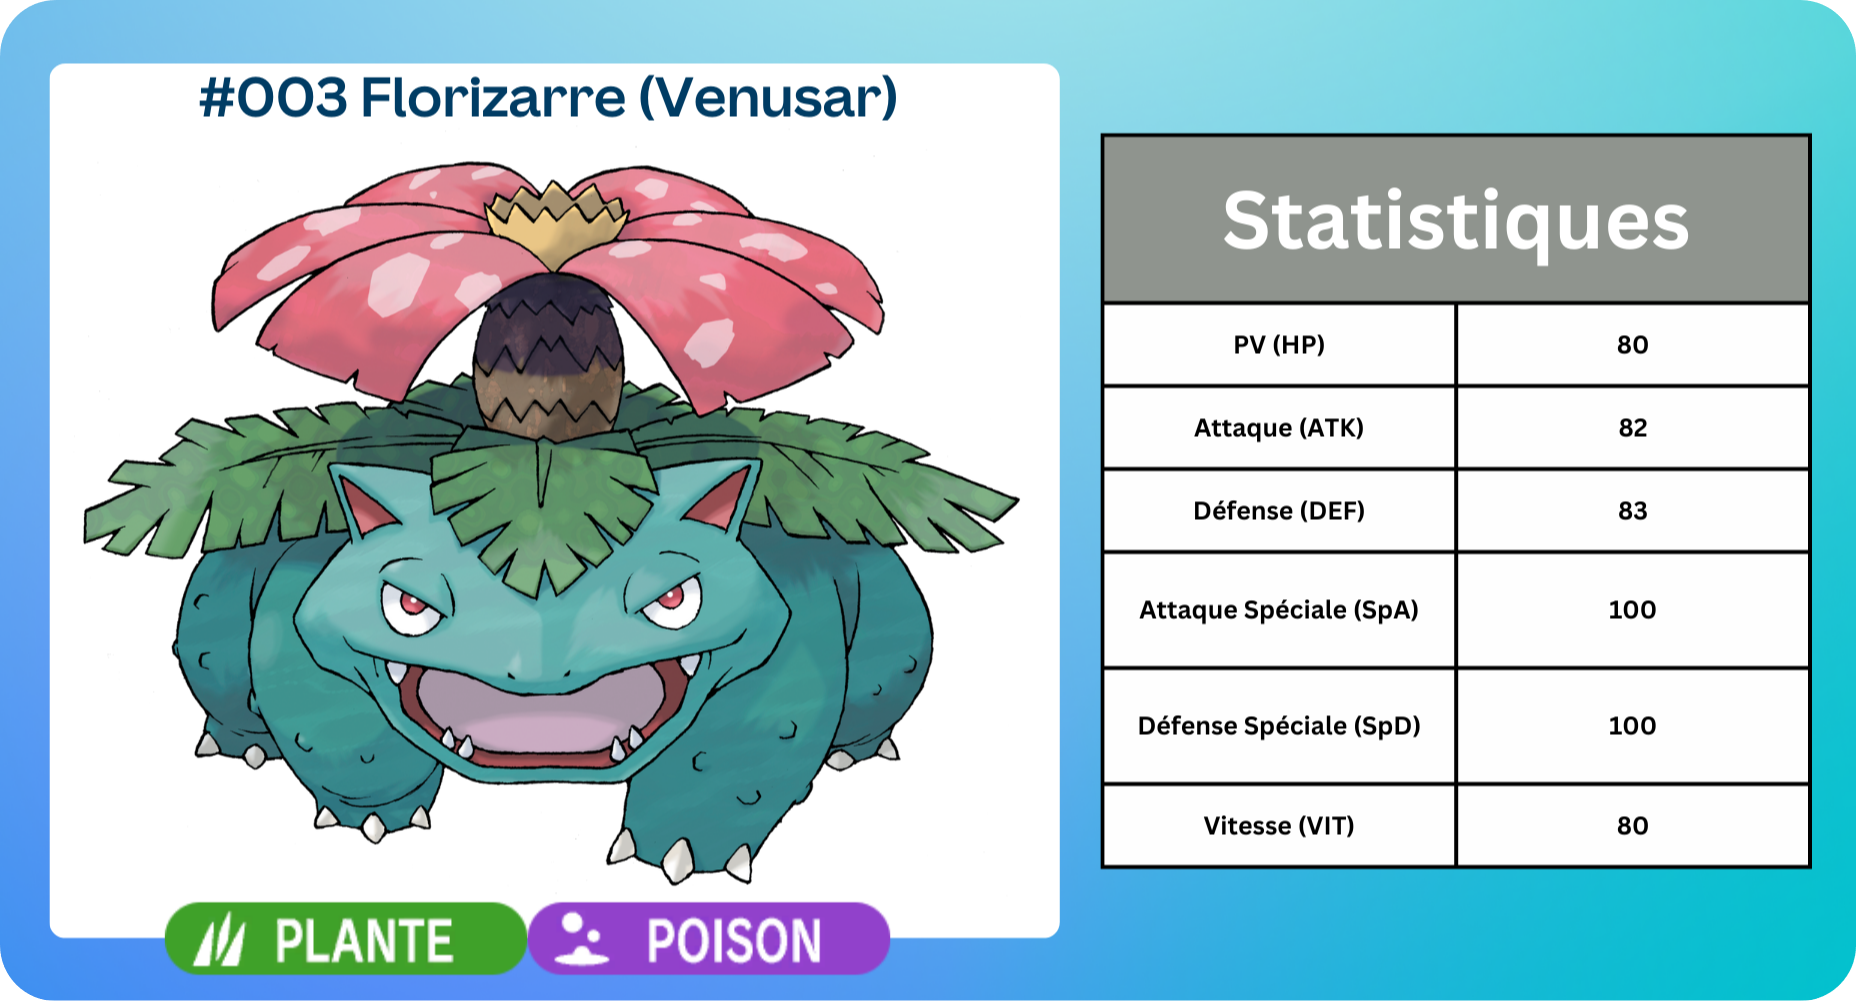 #003 Florizarre (Venusar)
PLANTE
POISON
Statistiques
PV (HP) 80
Attaque (ATK) 82
Défense (DEF) 83
Attaque Spéciale (SpA) 100
Défense Spéciale (SpD) 100
Vitesse (VIT) 80